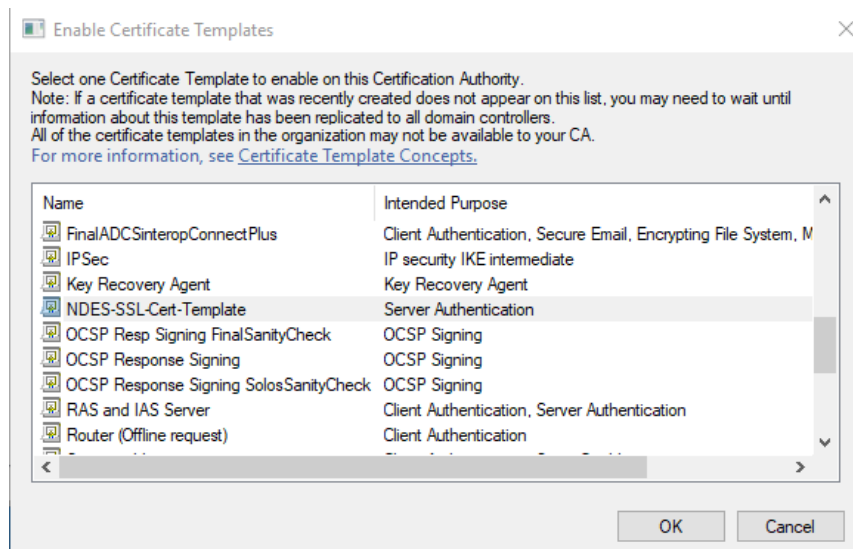 Enable Certificate Templates
Select one Certificate Template to enable on this Certification Authority.
Note: If a certificate template that was recently created does not appear on this list, you may need to wait until
information about this template has been replicated to all domain controllers.
All of the certificate templates in the organization may not be available to your CA.
For more information, see Certificate Template Concepts.
Name Intended Purpose
FinalADCSinteropConnectPlus Client Authentication, Secure Email, Encrypting File System, M
IPSec IP security IKE intermediate
Key Recovery Agent Key Recovery Agent
NDES-SSL-Cert-Template Server Authentication
OCSP Resp Signing FinalSanityCheck OCSP Signing
OCSP Response Signing OCSP Signing
OCSP Response Signing SolosSanityCheck OCSP Signing
RAS and IAS Server Client Authentication, Server Authentication
Router (Offline request) Client Authentication
OK Cancel